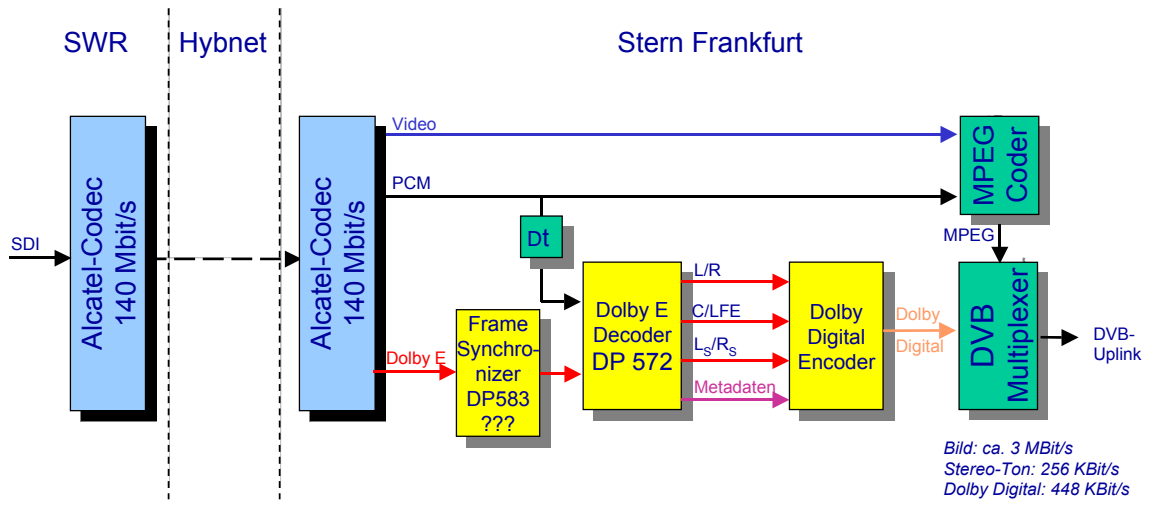 SWR
Hybnet
Stern Frankfurt
SDI
Alcatel-Codec
140 Mbit/s
Alcatel-Codec
140 Mbit/s
Video
PCM
Dt
Dolby E
Frame
Synchro-
nizer
DP583
???
Dolby E
Decoder
DP 572
L/R
C/LFE
LS/RS
Metadaten
Dolby
Digital
Encoder
Dolby
Digital
MPEG
Coder
MPEG
DVB
Multiplexer
DVB-
Uplink
Bild: ca. 3 MBit/s
Stereo-Ton: 256 KBit/s
Dolby Digital: 448 KBit/s